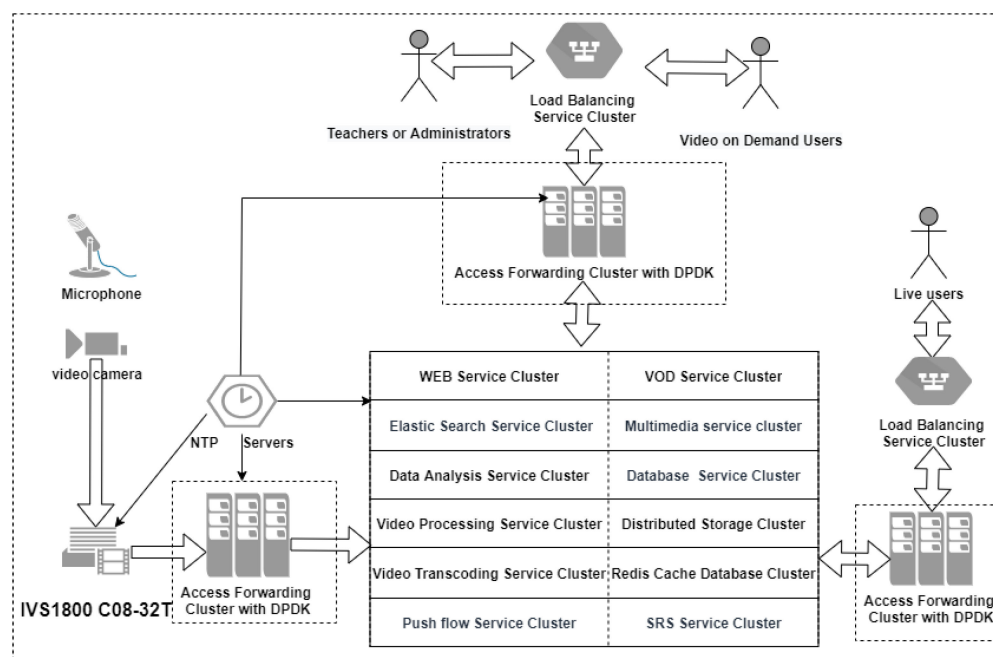 Load Balancing
Service Cluster
Teachers or Administrators
Video on Demand Users
Access Forwarding Cluster with DPDK
Microphone
video camera
Live users
NTP Servers
Load Balancing
Service Cluster
WEB Service Cluster
VOD Service Cluster
Elastic Search Service Cluster
Multimedia service cluster
Data Analysis Service Cluster
Database Service Cluster
Video Processing Service Cluster
Distributed Storage Cluster
Video Transcoding Service Cluster
Redis Cache Database Cluster
Push flow Service Cluster
SRS Service Cluster
IVS1800 C08-32T
Access Forwarding
Cluster with DPDK
Access Forwarding
Cluster with DPDK